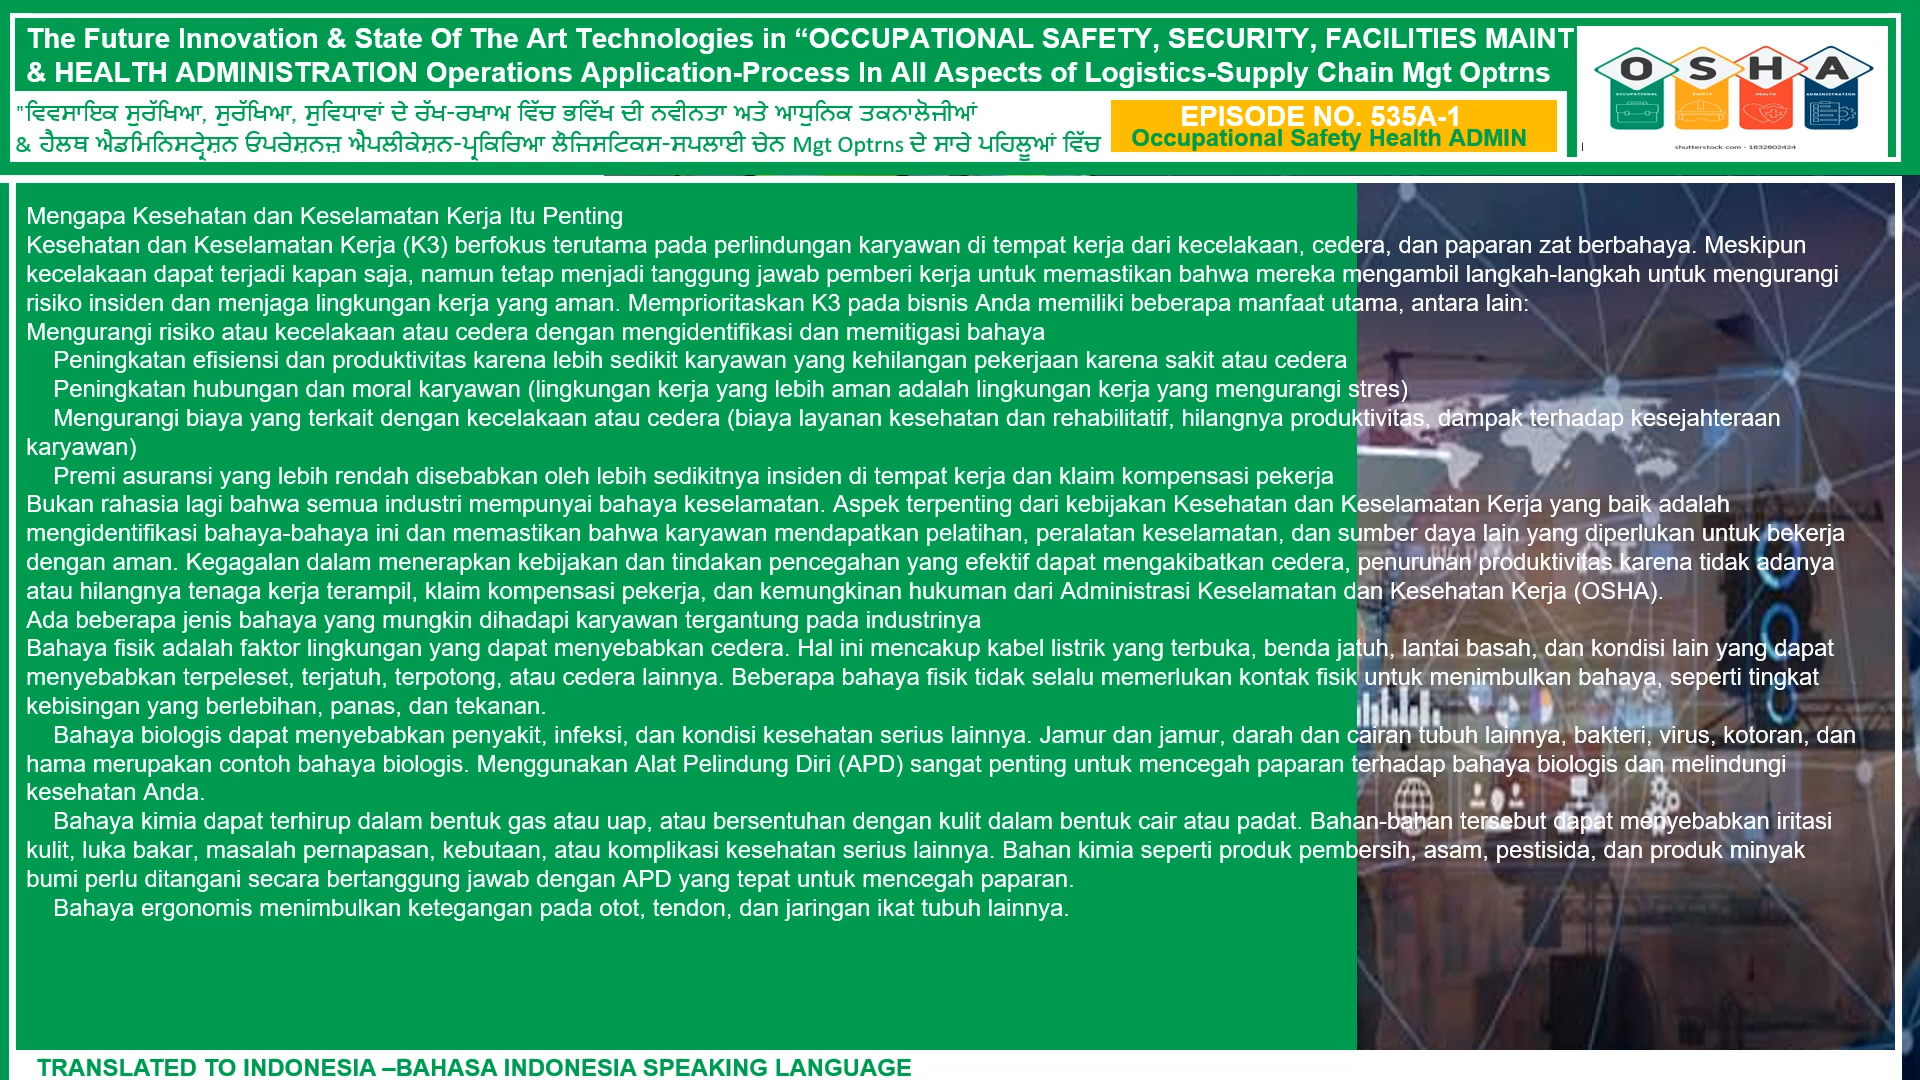 The Future Innovation & State Of The Art Technologies in “OCCUPATIONAL SAFETY, SECURITY, FACILITIES MAINT
& HEALTH ADMINISTRATION Operations Application-Process In All Aspects of Logistics-Supply Chain Mgt Optrns
"ਵਿਵਸਾਇਕ ਸੁਰੱਖਿਆ, ਸੁਰੱਖਿਆ, ਸੁਵਿਧਾਵਾਂ ਦੇ ਰੱਖ-ਰਖਾਅ ਵਿੱਚ ਭਵਿੱਖ ਦੀ ਨਵੀਨਤਾ ਅਤੇ ਆਧੁਨਿਕ ਤਕਨਾਲੋਜੀਆਂ
& ਹੈਲਥ ਐਡਮਿਨਿਸਟ੍ਰੇਸ਼ਨ ਓਪਰੇਸ਼ਨਜ਼ ਐਪਲੀਕੇਸ਼ਨ-ਪ੍ਰਕਿਰਿਆ ਲੌਜਿਸਟਿਕਸ-ਸਪਲਾਈ ਚੇਨ Mgt Optrns ਦੇ ਸਾਰੇ ਪਹਿਲੂਆਂ ਵਿੱਚ
EPISODE NO. 535A-1
Occupational Safety Health ADMIN
O S H A
OCCUPATIONAL SAFETY HEALTH ADMINISTRATION
shutterstock.com · 1832802424
Mengapa Kesehatan dan Keselamatan Kerja Itu Penting
Kesehatan dan Keselamatan Kerja (K3) berfokus terutama pada perlindungan karyawan di tempat kerja dari kecelakaan, cedera, dan paparan zat berbahaya. Meskipun
kecelakaan dapat terjadi kapan saja, namun tetap menjadi tanggung jawab pemberi kerja untuk memastikan bahwa mereka mengambil langkah-langkah untuk mengurangi
risiko insiden dan menjaga lingkungan kerja yang aman. Memprioritaskan K3 pada bisnis Anda memiliki beberapa manfaat utama, antara lain:
Mengurangi risiko atau kecelakaan atau cedera dengan mengidentifikasi dan memitigasi bahaya
Peningkatan efisiensi dan produktivitas karena lebih sedikit karyawan yang kehilangan pekerjaan karena sakit atau cedera
Peningkatan hubungan dan moral karyawan (lingkungan kerja yang lebih aman adalah lingkungan kerja yang mengurangi stres)
Mengurangi biaya yang terkait dengan kecelakaan atau cedera (biaya layanan kesehatan dan rehabilitatif, hilangnya produktivitas, dampak terhadap kesejahteraan
karyawan)
Premi asuransi yang lebih rendah disebabkan oleh lebih sedikitnya insiden di tempat kerja dan klaim kompensasi pekerja
Bukan rahasia lagi bahwa semua industri mempunyai bahaya keselamatan. Aspek terpenting dari kebijakan Kesehatan dan Keselamatan Kerja yang baik adalah
mengidentifikasi bahaya-bahaya ini dan memastikan bahwa karyawan mendapatkan pelatihan, peralatan keselamatan, dan sumber daya lain yang diperlukan untuk bekerja
dengan aman. Kegagalan dalam menerapkan kebijakan dan tindakan pencegahan yang efektif dapat mengakibatkan cedera, penurunan produktivitas karena tidak adanya
atau hilangnya tenaga kerja terampil, klaim kompensasi pekerja, dan kemungkinan hukuman dari Administrasi Keselamatan dan Kesehatan Kerja (OSHA).
Ada beberapa jenis bahaya yang mungkin dihadapi karyawan tergantung pada industrinya
Bahaya fisik adalah faktor lingkungan yang dapat menyebabkan cedera. Hal ini mencakup kabel listrik yang terbuka, benda jatuh, lantai basah, dan kondisi lain yang dapat
menyebabkan terpeleset, terjatuh, terpotong, atau cedera lainnya. Beberapa bahaya fisik tidak selalu memerlukan kontak fisik untuk menimbulkan bahaya, seperti tingkat
kebisingan yang berlebihan, panas, dan tekanan.
Bahaya biologis dapat menyebabkan penyakit, infeksi, dan kondisi kesehatan serius lainnya. Jamur dan jamur, darah dan cairan tubuh lainnya, bakteri, virus, kotoran, dan
hama merupakan contoh bahaya biologis. Menggunakan Alat Pelindung Diri (APD) sangat penting untuk mencegah paparan terhadap bahaya biologis dan melindungi
kesehatan Anda.
Bahaya kimia dapat terhirup dalam bentuk gas atau uap, atau bersentuhan dengan kulit dalam bentuk cair atau padat. Bahan-bahan tersebut dapat menyebabkan iritasi
kulit, luka bakar, masalah pernapasan, kebutaan, atau komplikasi kesehatan serius lainnya. Bahan kimia seperti produk pembersih, asam, pestisida, dan produk minyak
bumi perlu ditangani secara bertanggung jawab dengan APD yang tepat untuk mencegah paparan.
Bahaya ergonomis menimbulkan ketegangan pada otot, tendon, dan jaringan ikat tubuh lainnya.
TRANSLATED TO INDONESIA –BAHASA INDONESIA SPEAKING LANGUAGE